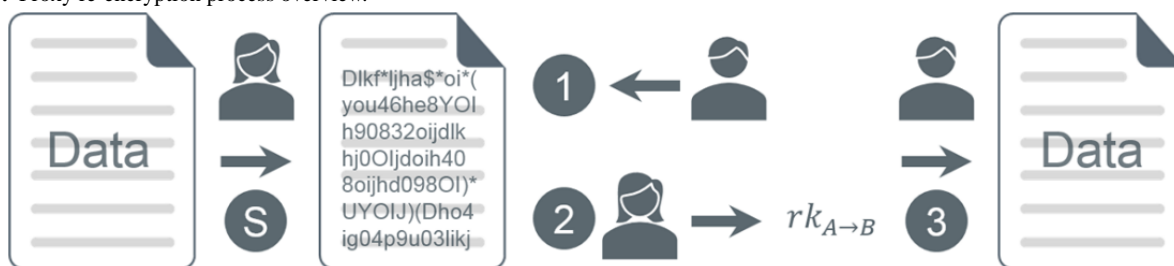 Proxy re-encryption process overview.
Data
S
Dlkf*ljha$*oi*(
you46he8YOI
h90832oijdlk
hj0OIjdoih40
8oijhd098OI)*
UYOIJ)(Dho4
ig04p9u03likj
1
2
rk_{A→B}
3
Data